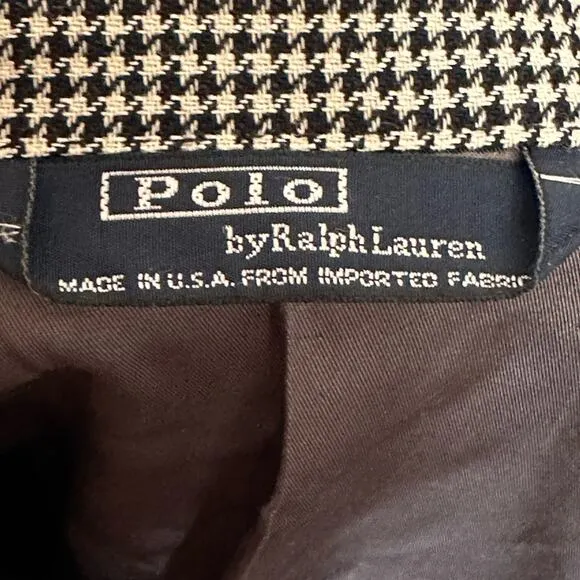 Polo
by Ralph Lauren
MADE IN U.S.A. FROM IMPORTED FABRIC